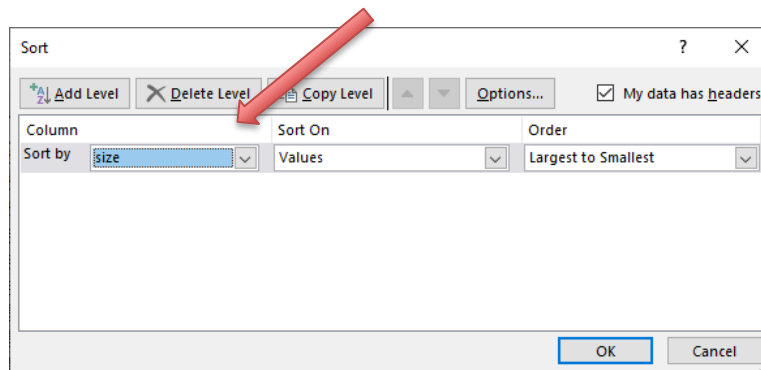 Sort ?
Add Level Delete Level Copy Level Options... My data has headers
Column Sort On Order
Sort by size Values Largest to Smallest
OK Cancel